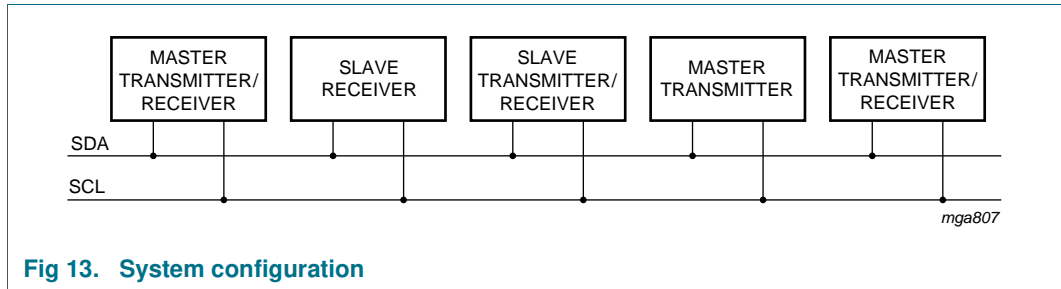 MASTER
TRANSMITTER/
RECEIVER
SLAVE
RECEIVER
SLAVE
TRANSMITTER/
RECEIVER
MASTER
TRANSMITTER
MASTER
TRANSMITTER/
RECEIVER
SDA
SCL
mga807
Fig 13. System configuration